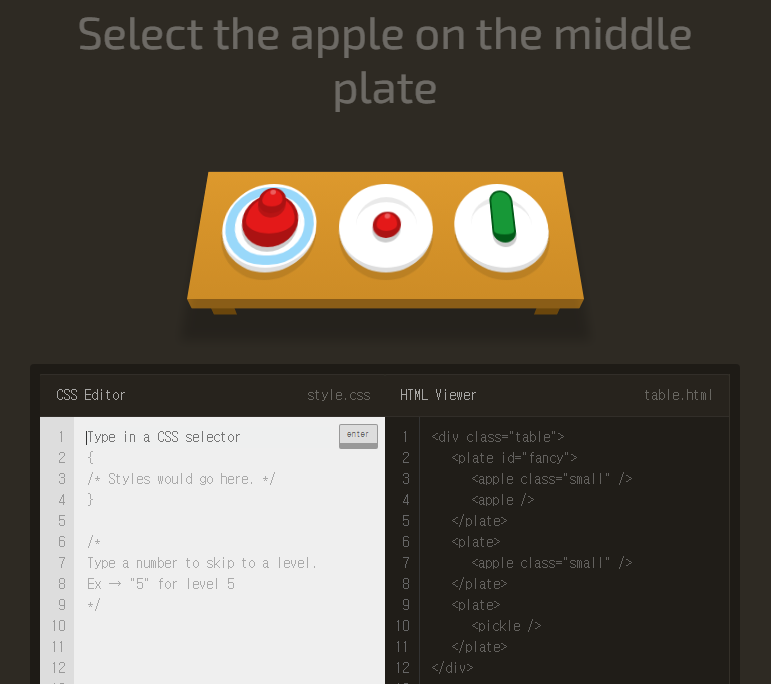 Select the apple on the middle
plate
CSS Editor
style.css
HTML Viewer
table.html
1 Type in a CSS selector
enter
2 {
3 /* Styles would go here. */
4 }
5
6 /*
7 Type a number to skip to a level.
8 Ex → "5" for level 5
9 */
10
11
12
1 <div class="table">
2 <plate id="fancy">
3 <apple class="small" />
4 <apple />
5 </plate>
6 <plate>
7 <apple class="small" />
8 </plate>
9 <plate>
10 <pickle />
11 </plate>
12 </div>